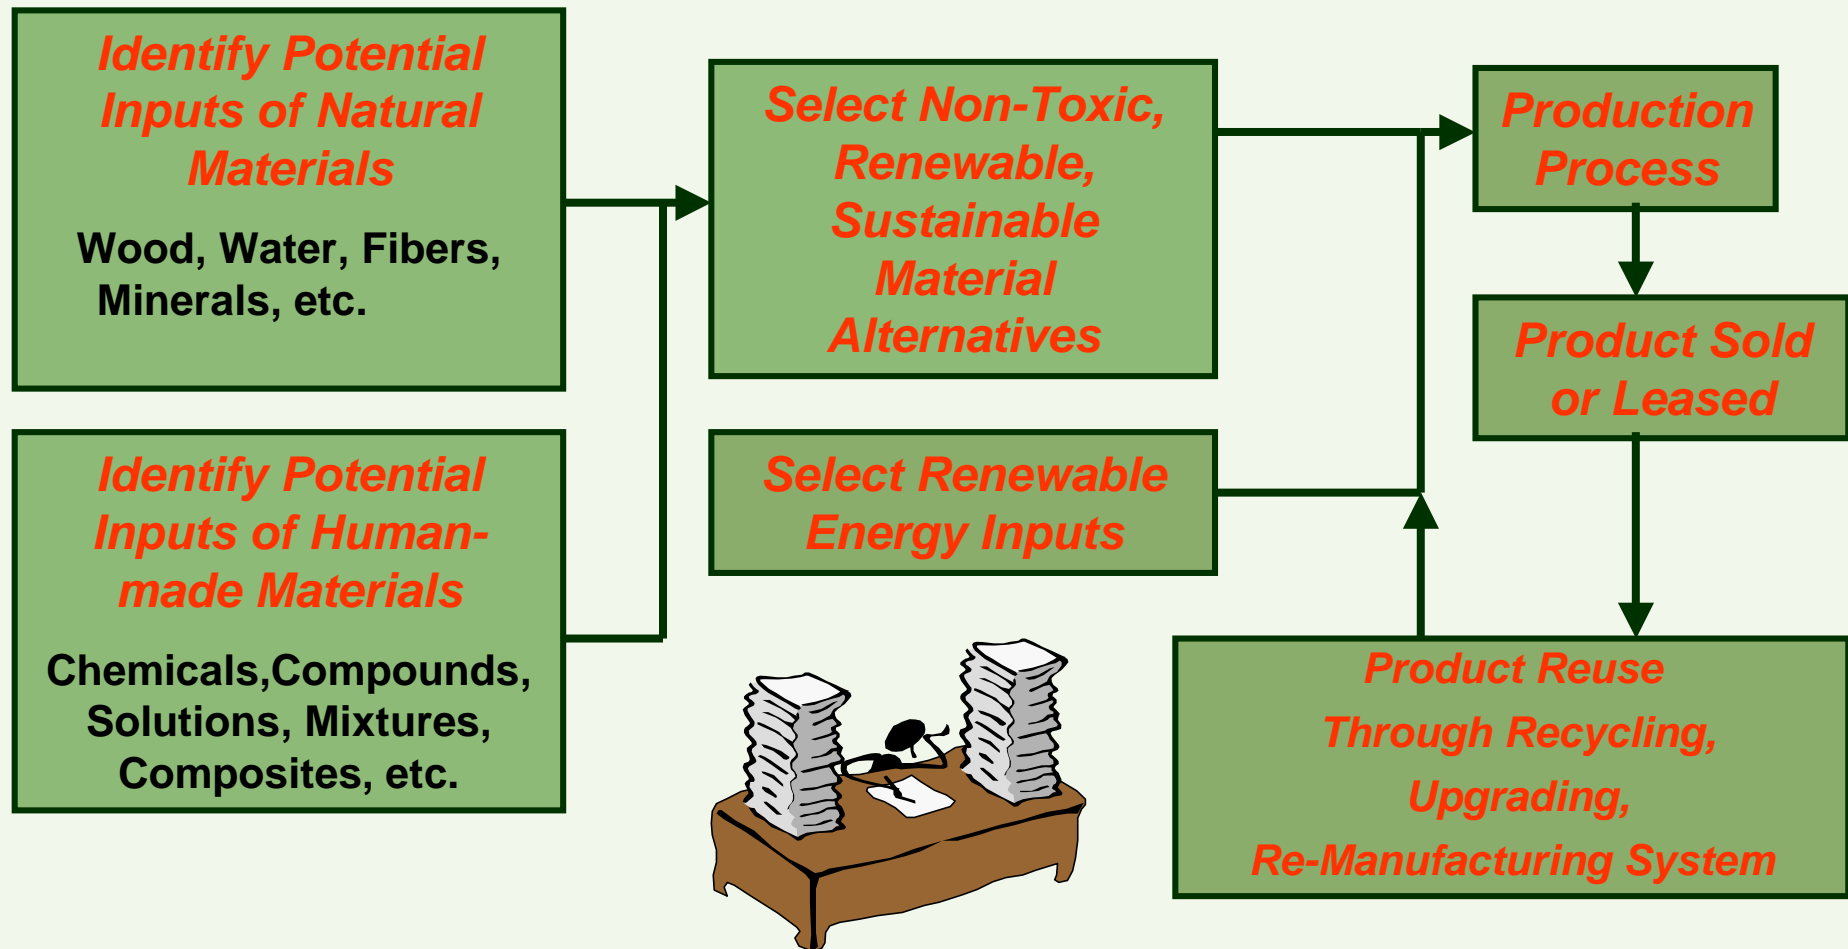 Identify Potential
Inputs of Natural
Materials
Wood, Water, Fibers,
Minerals, etc.
Identify Potential
Inputs of Human-
made Materials
Chemicals,Compounds,
Solutions, Mixtures,
Composites, etc.
Select Non-Toxic,
Renewable,
Sustainable
Material
Alternatives
Select Renewable
Energy Inputs
Production
Process
Product Sold
or Leased
Product Reuse
Through Recycling,
Upgrading,
Re-Manufacturing System